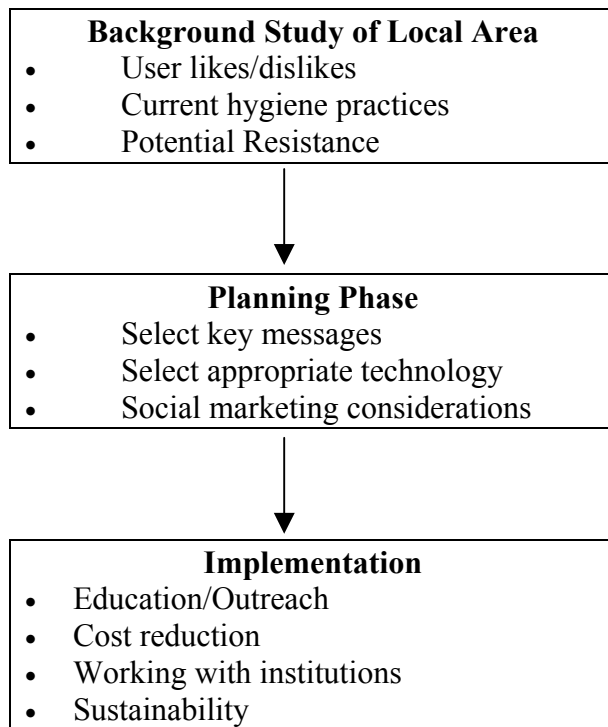 Background Study of Local Area
• User likes/dislikes
• Current hygiene practices
• Potential Resistance
Planning Phase
• Select key messages
• Select appropriate technology
• Social marketing considerations
Implementation
• Education/Outreach
• Cost reduction
• Working with institutions
• Sustainability